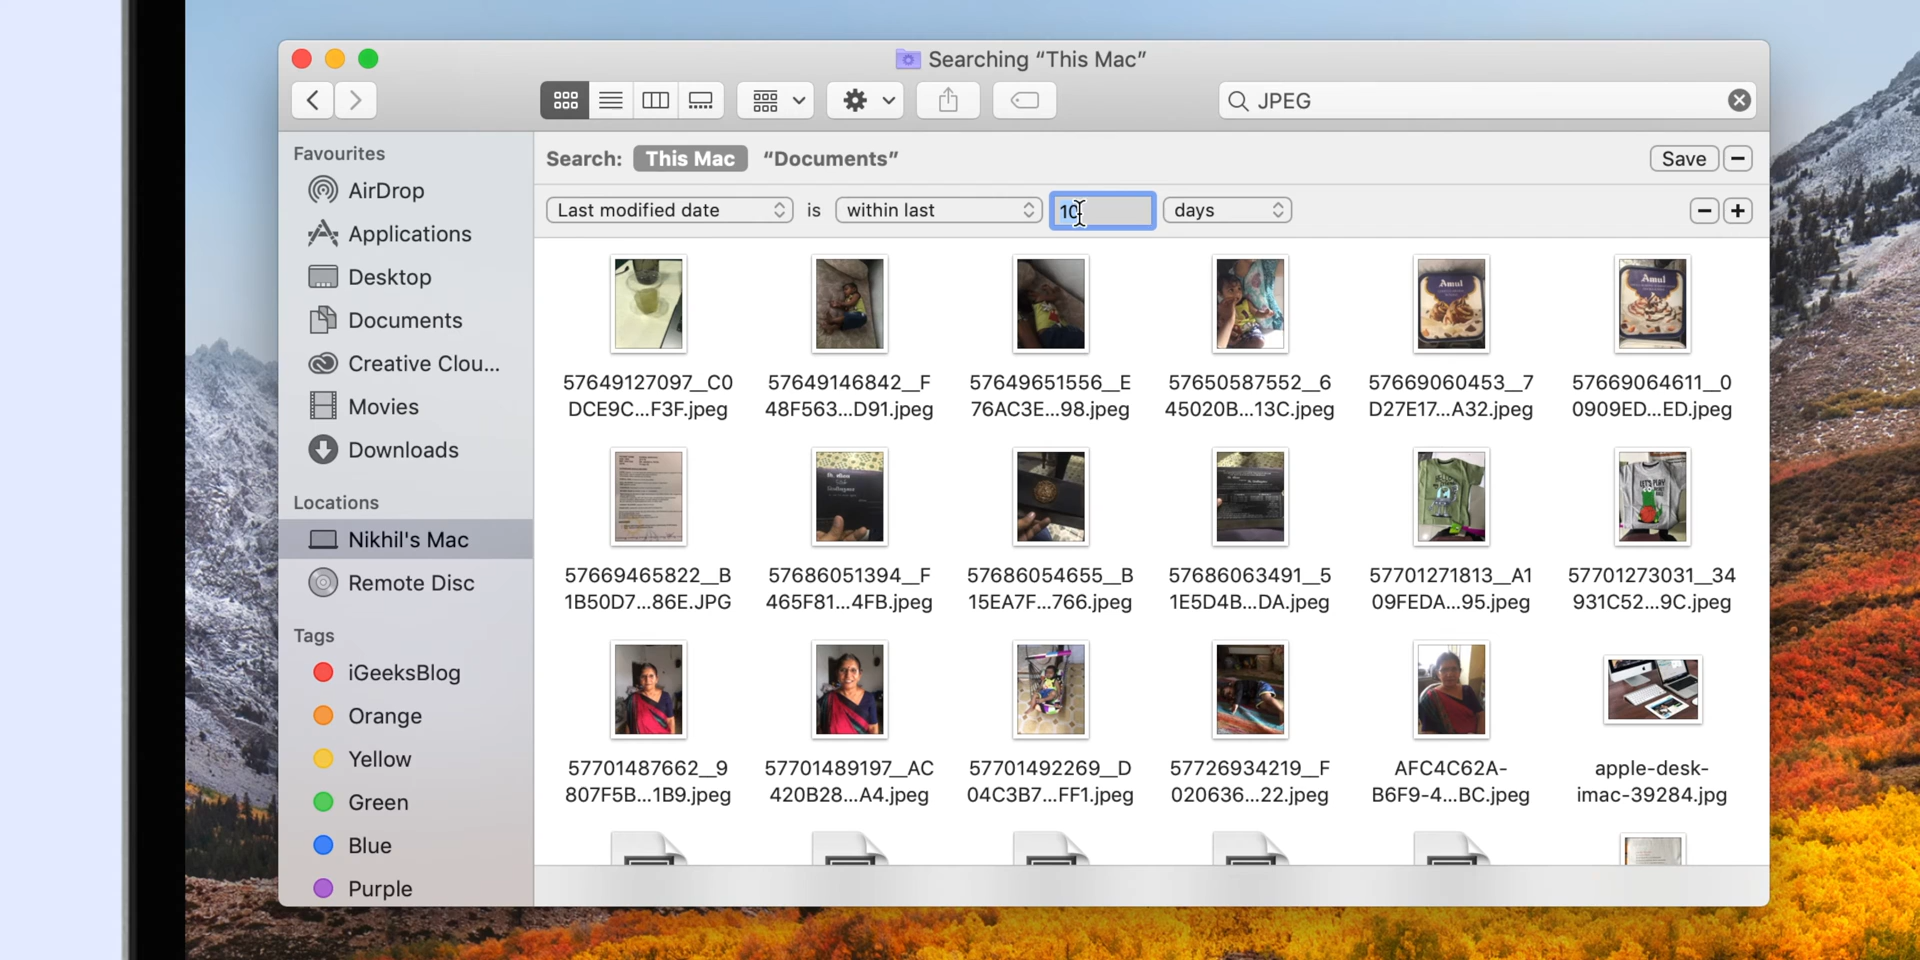 Searching “This Mac”
JPEG
Favourites
AirDrop
Applications
Desktop
Documents
Creative Clou...
Movies
Downloads
Locations
Nikhil's Mac
Remote Disc
Tags
iGeeksBlog
Orange
Yellow
Green
Blue
Purple
Search: This Mac “Documents” Save
Last modified date is within last 10 days
Amul
Amul
57649127097__C0
DCE9C...F3F.jpeg
57649146842__F
48F563...D91.jpeg
57649651556__E
76AC3E...98.jpeg
57650587552__6
45020B...13C.jpeg
57669060453__7
D27E17...A32.jpeg
57669064611__0
0909ED...ED.jpeg
57669465822__B
1B50D7...86E.JPG
57686051394__F
465F81...4FB.jpeg
57686054655__B
15EA7F...766.jpeg
57686063491__5
1E5D4B...DA.jpeg
57701271813__A1
09FEDA...95.jpeg
57701273031__34
931C52...9C.jpeg
57701487662__9
807F5B...1B9.jpeg
57701489197__AC
420B28...A4.jpeg
57701492269__D
04C3B7...FF1.jpeg
57726934219__F
020636...22.jpeg
AFC4C62A-
B6F9-4...BC.jpeg
apple-desk-
imac-39284.jpg